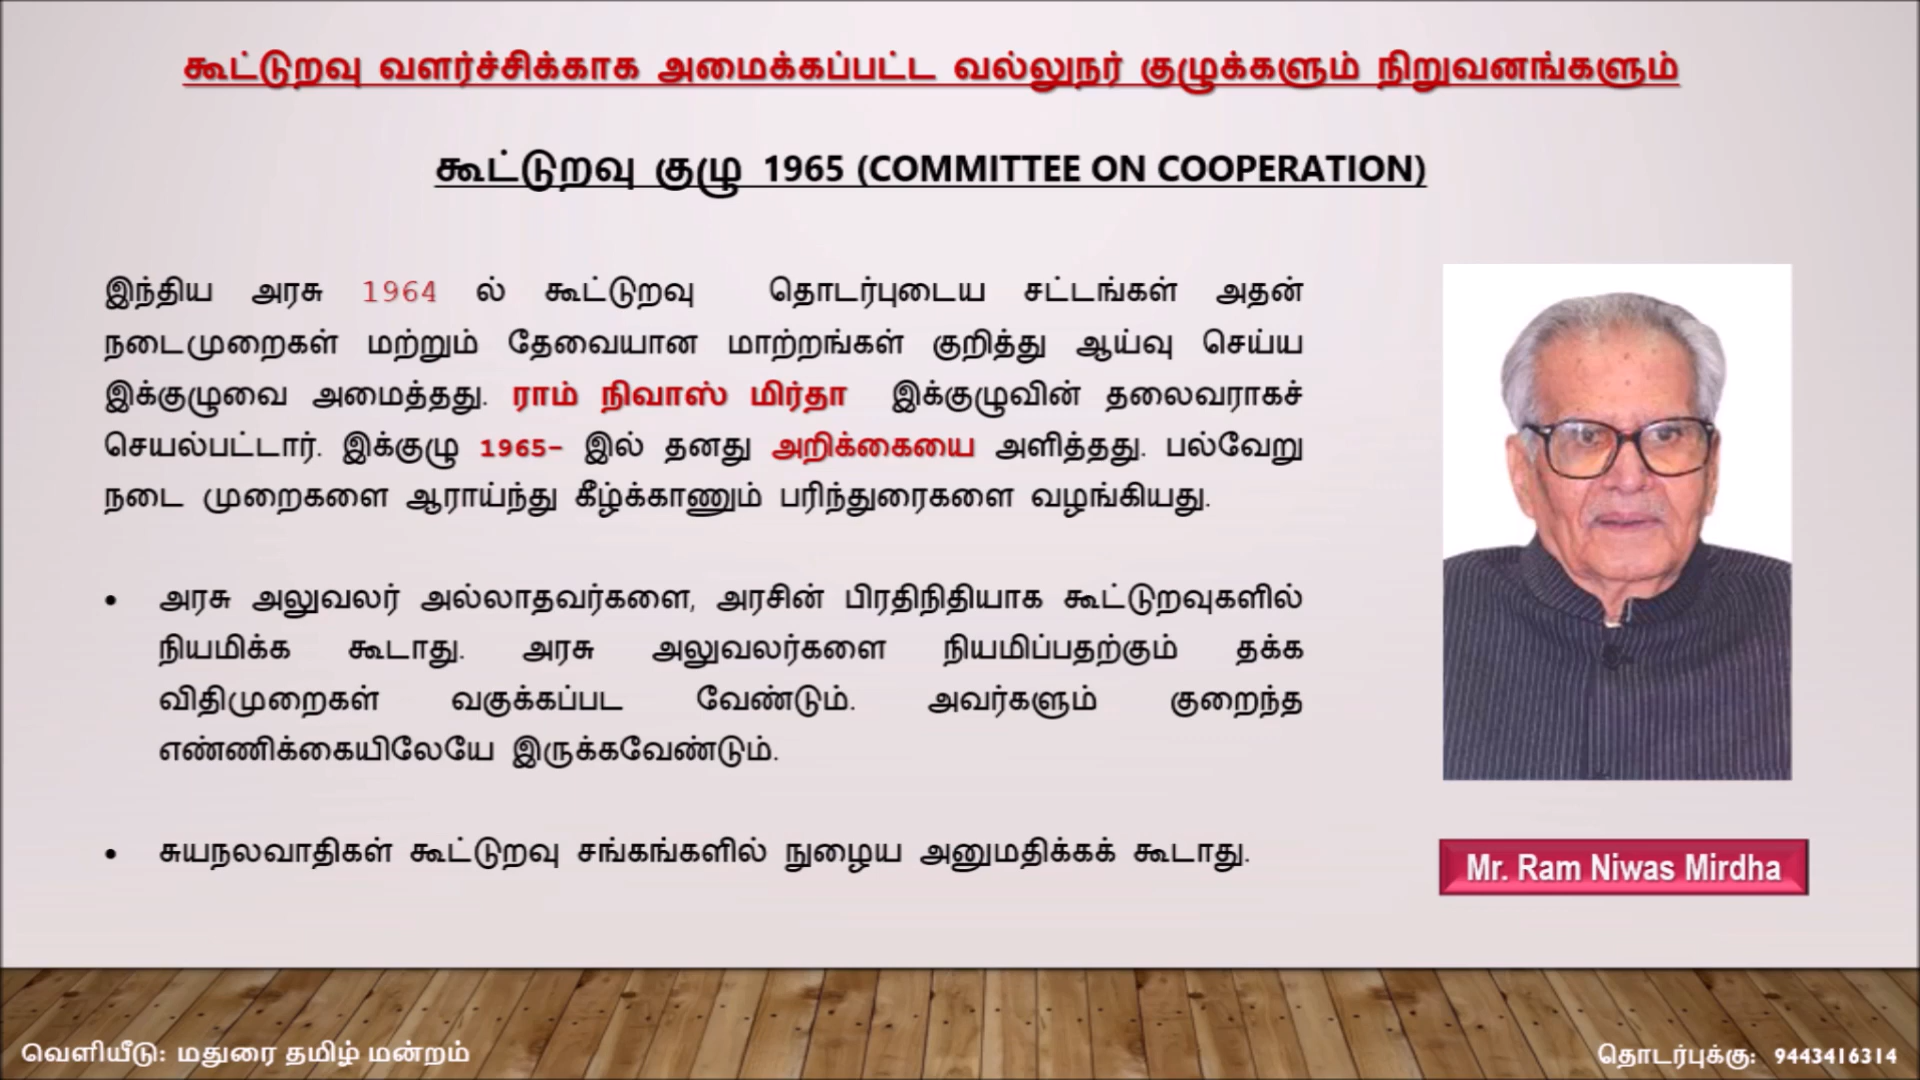 கூட்டுறவு வளர்ச்சிக்காக அமைக்கப்பட்ட வல்லுநர் குழுக்களும் நிறுவனங்களும்
கூட்டுறவு குழு 1965 (COMMITTEE ON COOPERATION)
இந்திய அரசு 1964 ல் கூட்டுறவு தொடர்புடைய சட்டங்கள் அதன்
நடைமுறைகள் மற்றும் தேவையான மாற்றங்கள் குறித்து ஆய்வு செய்ய
இக்குழுவை அமைத்தது. ராம் நிவாஸ் மிர்தா இக்குழுவின் தலைவராகச்
செயல்பட்டார். இக்குழு 1965- இல் தனது அறிக்கையை அளித்தது. பல்வேறு
நடை முறைகளை ஆராய்ந்து கீழ்க்காணும் பரிந்துரைகளை வழங்கியது.
• அரசு அலுவலர் அல்லாதவர்களை, அரசின் பிரதிநிதியாக கூட்டுறவுகளில்
நியமிக்க கூடாது. அரசு அலுவலர்களை நியமிப்பதற்கும் தக்க
விதிமுறைகள் வகுக்கப்பட வேண்டும். அவர்களும் குறைந்த
எண்ணிக்கையிலேயே இருக்கவேண்டும்.
• சுயநலவாதிகள் கூட்டுறவு சங்கங்களில் நுழைய அனுமதிக்கக் கூடாது.
Mr. Ram Niwas Mirdha
வெளியீடு: மதுரை தமிழ் மன்றம்
தொடர்புக்கு: 9443416314